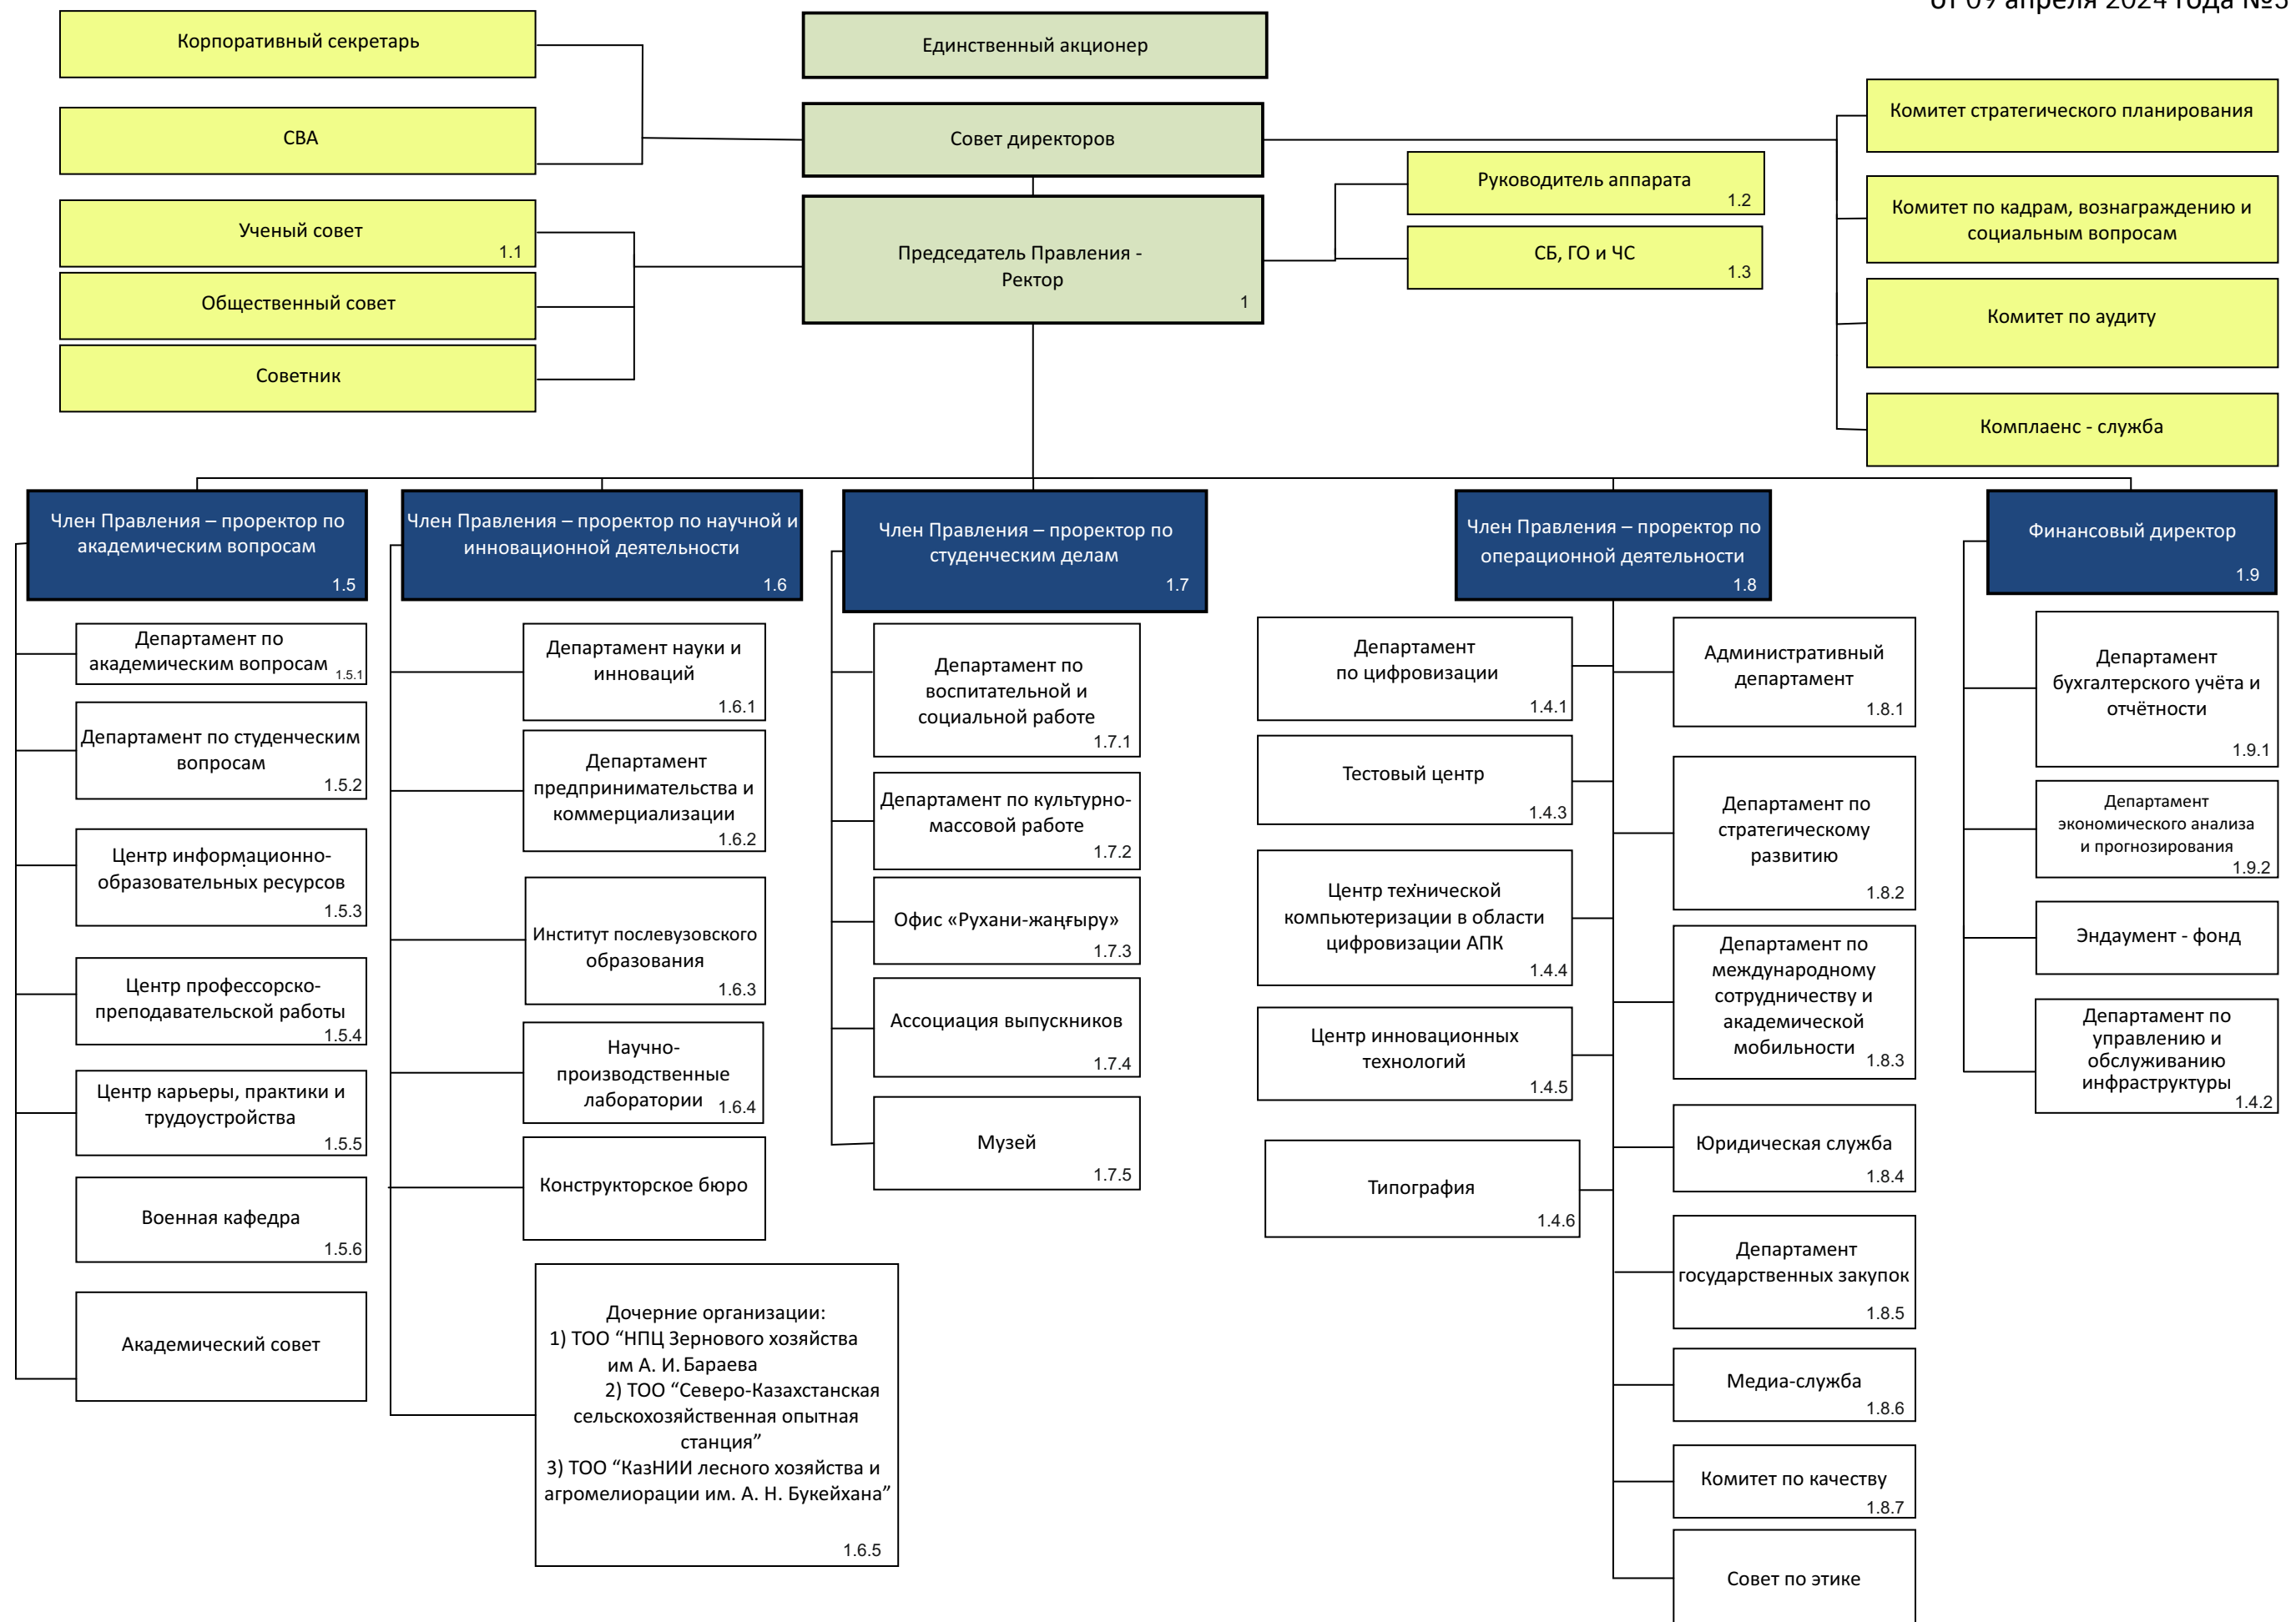 от 09 апреля 2024 года №5
Корпоративный секретарь
Единственный акционер
СВА
Совет директоров
Комитет стратегического планирования
Комитет по кадрам, вознаграждению и
социальным вопросам
Комитет по аудиту
Комплаенс - служба
Руководитель аппарата
1.2
СБ, ГО и ЧС
1.3
Ученый совет
1.1
Общественный совет
Советник
Председатель Правления -
Ректор
1
Член Правления – проректор по
академическим вопросам
1.5
Департамент по
академическим вопросам
1.5.1
Департамент по студенческим
вопросам
1.5.2
Центр информационно-
образовательных ресурсов
1.5.3
Центр профессорско-
преподавательской работы
1.5.4
Центр карьеры, практики и
трудоустройства
1.5.5
Военная кафедра
1.5.6
Академический совет
Член Правления – проректор по научной и
инновационной деятельности
1.6
Департамент науки и
инноваций
1.6.1
Департамент
предпринимательства и
коммерциализации
1.6.2
Институт послевузовского
образования
1.6.3
Научно-
производственные
лаборатории
1.6.4
Конструкторское бюро
Дочерние организации:
1) ТОО “НПЦ Зернового хозяйства
им А. И. Бараева
2) ТОО “Северо-Казахстанская
сельскохозяйственная опытная
станция”
3) ТОО “КазНИИ лесного хозяйства и
агромелиорации им. А. Н. Букейхана”
1.6.5
Член Правления – проректор по
студенческим делам
1.7
Департамент по
воспитательной и
социальной работе
1.7.1
Департамент по культурно-
массовой работе
1.7.2
Офис «Рухани-жаңғыру»
1.7.3
Ассоциация выпускников
1.7.4
Музей
1.7.5
Член Правления – проректор по
операционной деятельности
1.8
Департамент
по цифровизации
1.4.1
Тестовый центр
1.4.3
Центр технической
компьютеризации в области
цифровизации АПК
1.4.4
Центр инновационных
технологий
1.4.5
Типография
1.4.6
Административный
департамент
1.8.1
Департамент по
стратегическому
развитию
1.8.2
Департамент по
международному
сотрудничеству и
академической
мобильности
1.8.3
Юридическая служба
1.8.4
Департамент
государственных закупок
1.8.5
Медиа-служба
1.8.6
Комитет по качеству
1.8.7
Совет по этике
Финансовый директор
1.9
Департамент
бухгалтерского учёта и
отчётности
1.9.1
Департамент
экономического анализа
и прогнозирования
1.9.2
Эндаумент - фонд
Департамент по
управлению и
обслуживанию
инфраструктуры
1.4.2